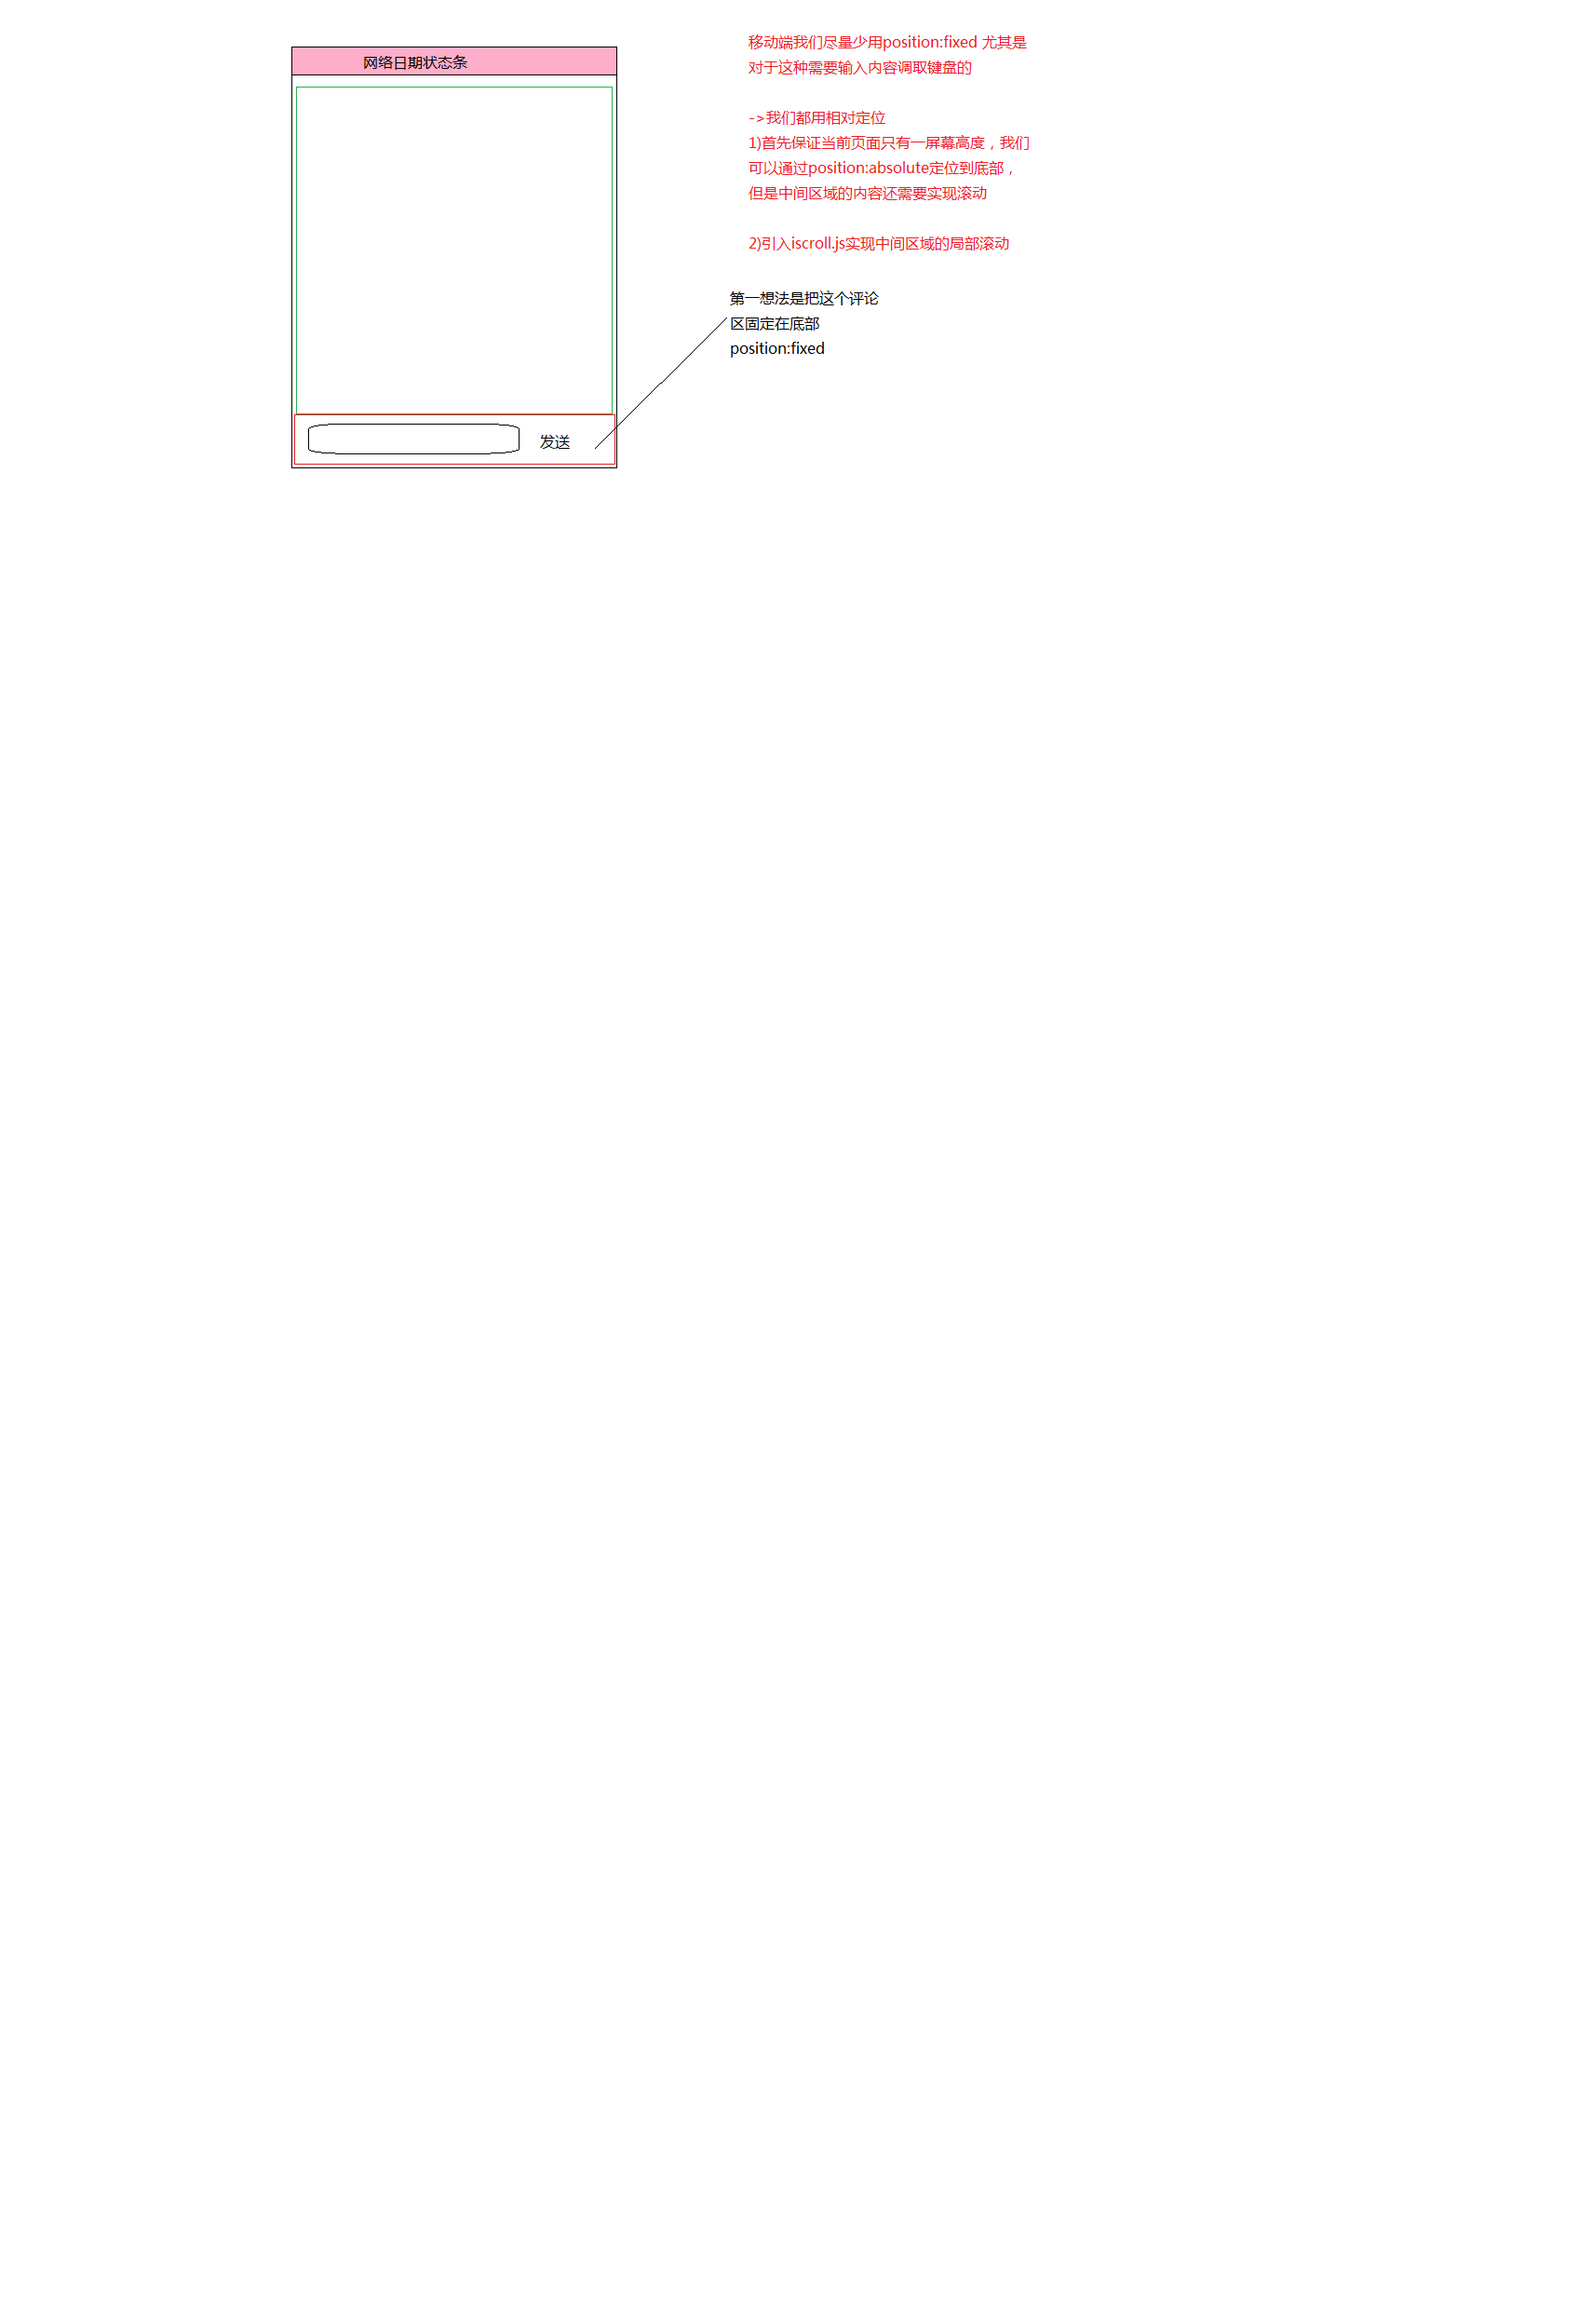 网络日期状态条
发送
移动端我们尽量少用position:fixed 尤其是
对于这种需要输入内容调取键盘的
->我们都用相对定位
1)首先保证当前页面只有一屏幕高度，我们
可以通过position:absolute定位到底部，
但是中间区域的内容还需要实现滚动
2)引入iscroll.js实现中间区域的局部滚动
第一想法是把这个评论
区固定在底部
position:fixed